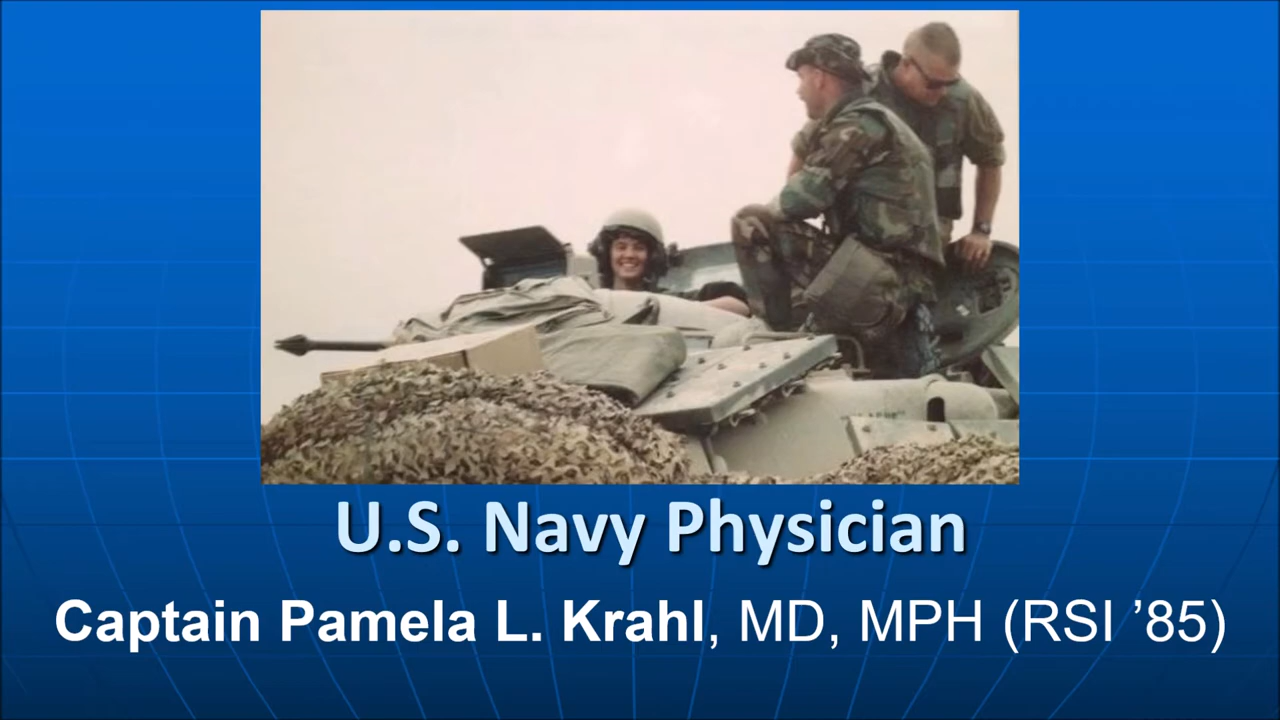 U.S. Navy Physician
Captain Pamela L. Krahl, MD, MPH (RSI ’85)